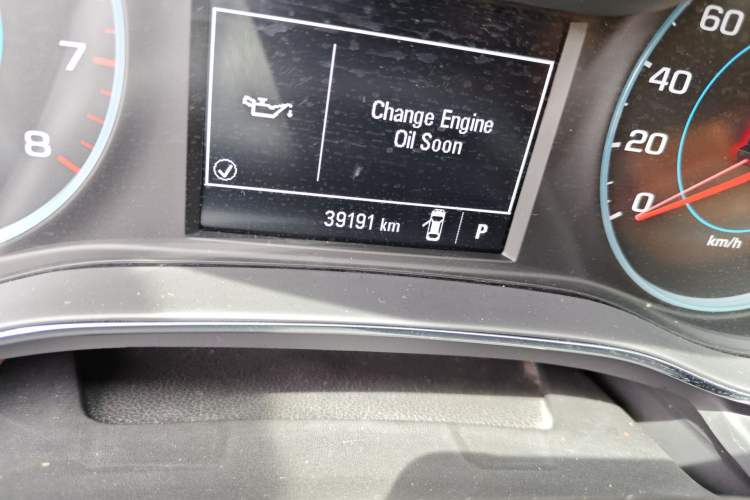 7
8
Change Engine
Oil Soon
39191 km
P
60
40
20
0
km/h